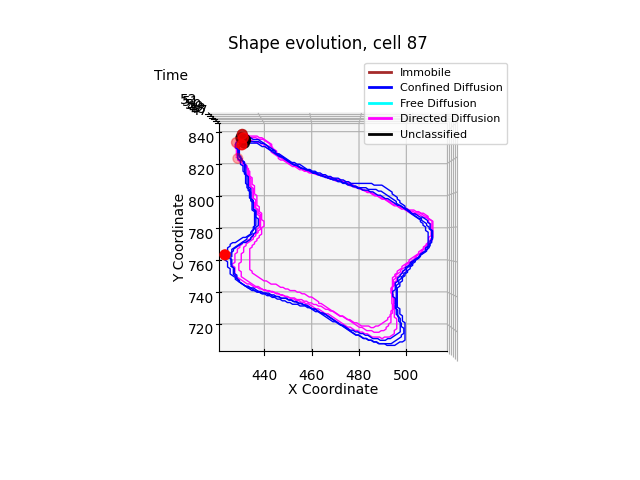 Shape evolution, cell 87
Time
Immobile
Confined Diffusion
Free Diffusion
Directed Diffusion
Unclassified
840
820
800
780
760
740
720
Y Coordinate
440 460 480 500
X Coordinate